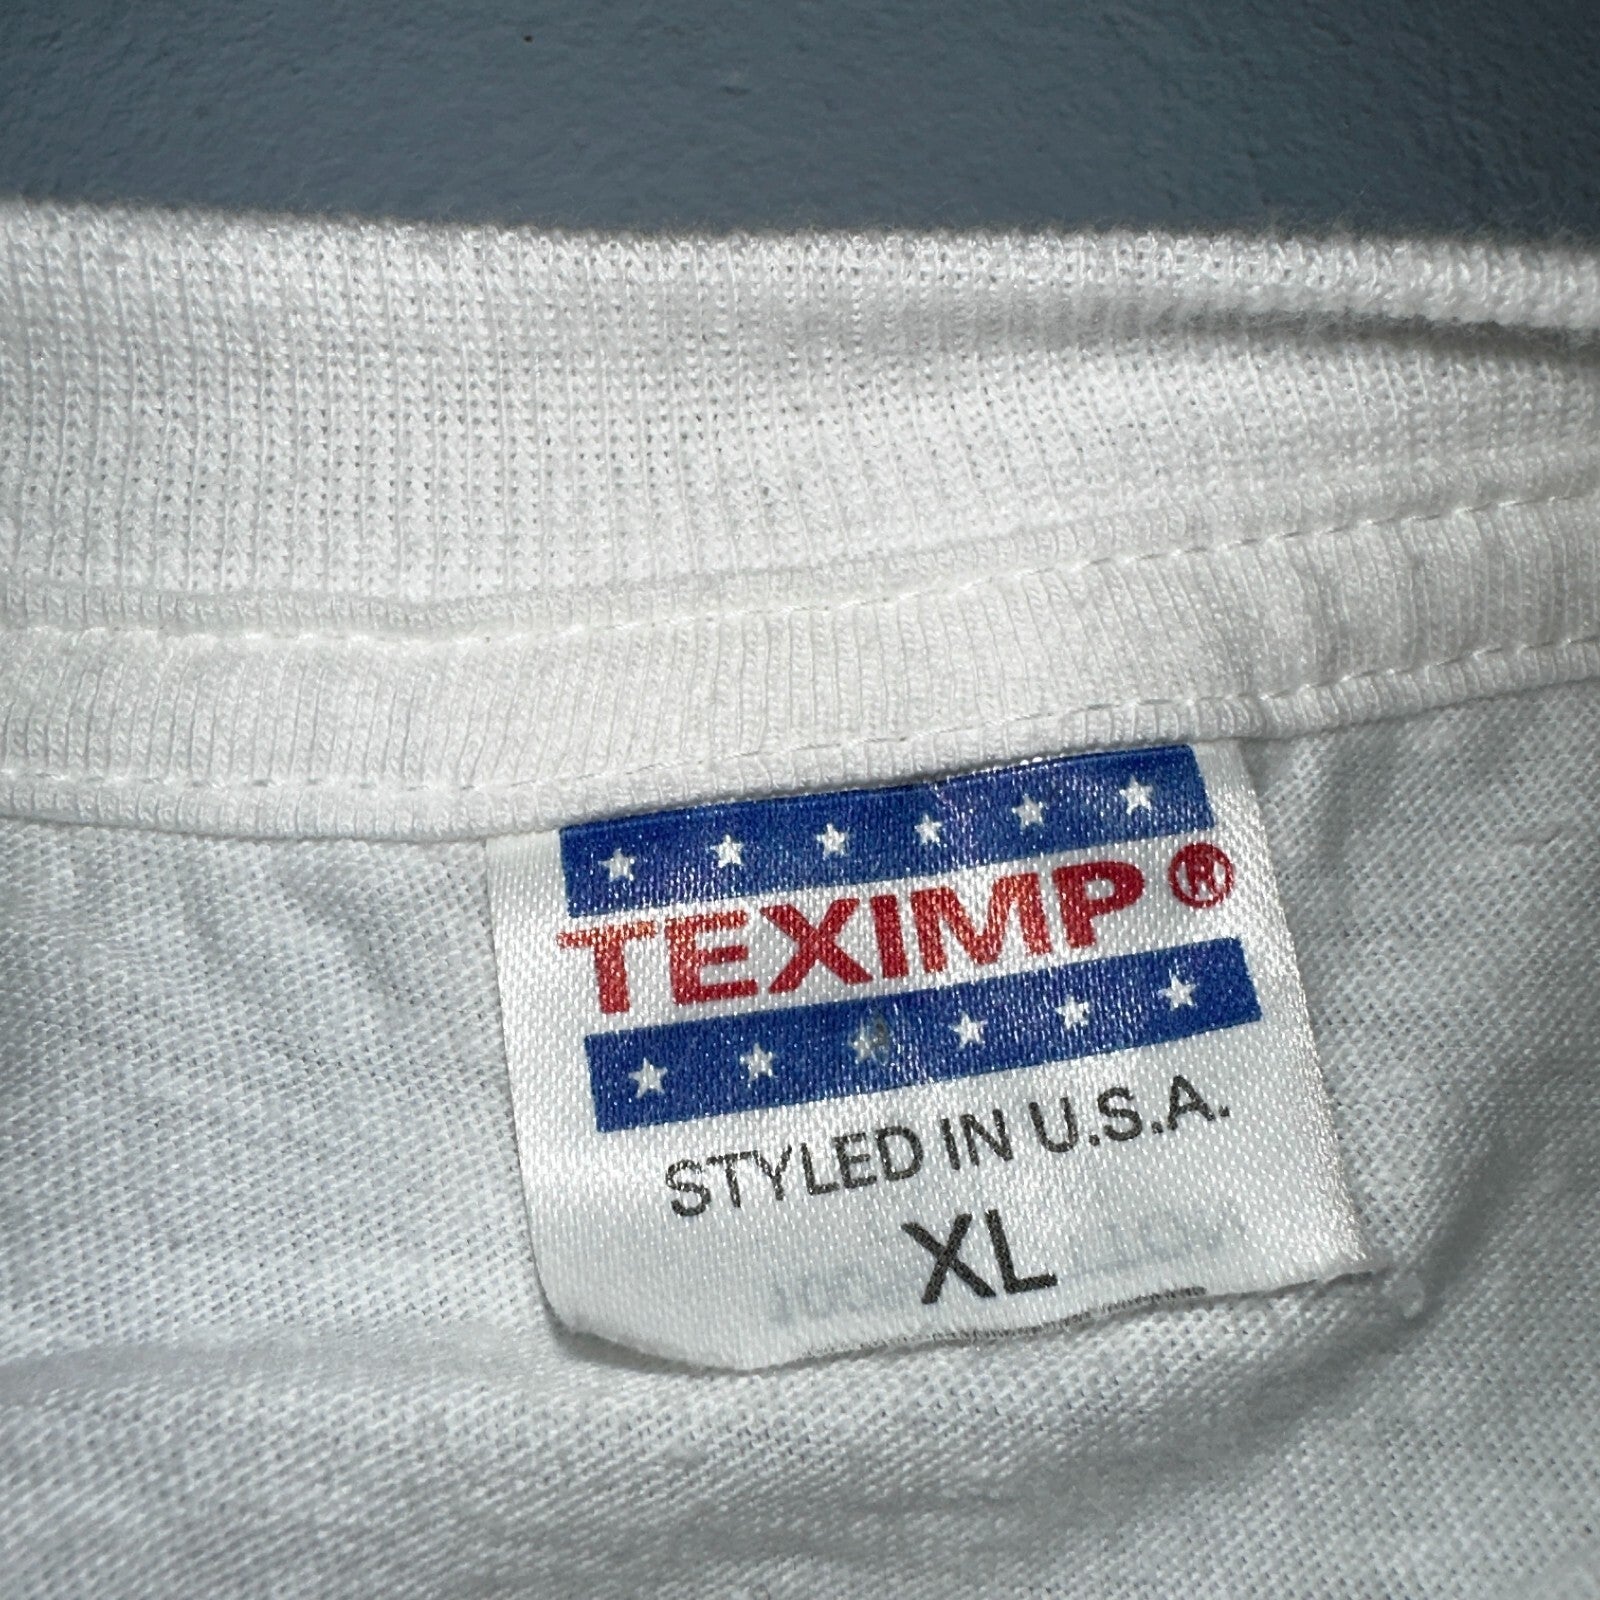 TEXIMP®
STYLED IN U.S.A.
XL